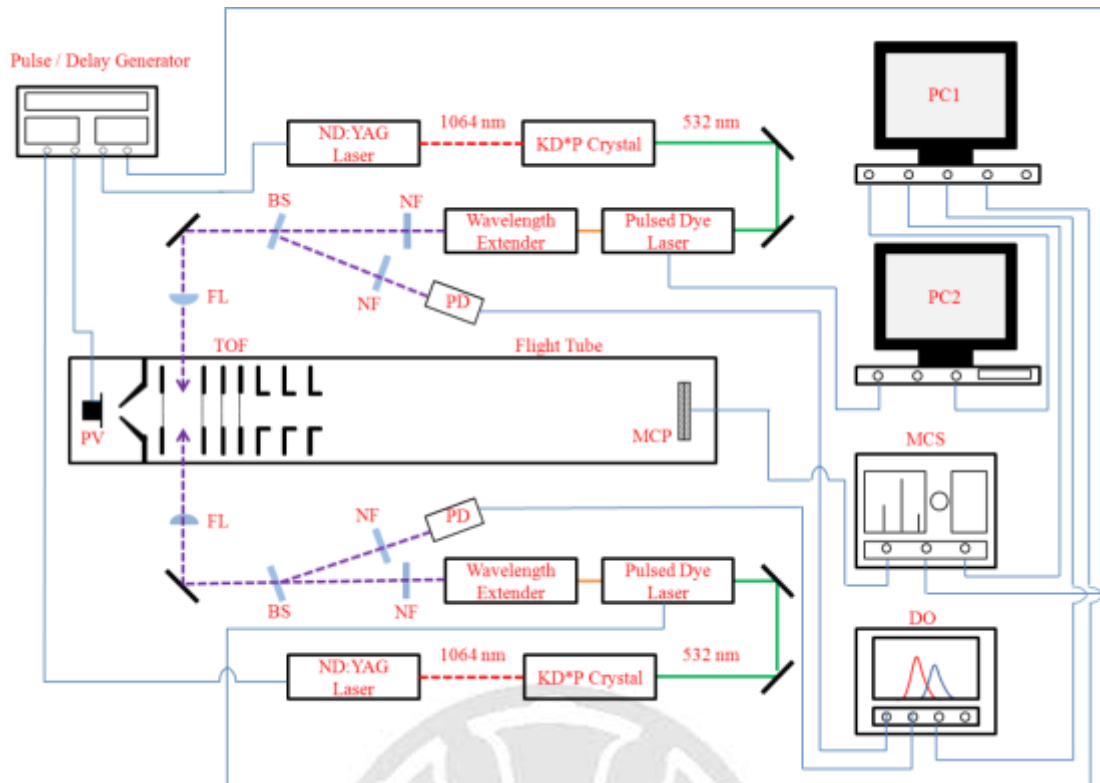 Pulse / Delay Generator
PC1
1064 nm
532 nm
ND:YAG
Laser
KD*P Crystal
BS
NF
Wavelength
Extender
Pulsed Dye
Laser
NF
PD
FL
PC2
TOF
Flight Tube
PV
MCP
MCS
FL
NF
PD
BS
NF
Wavelength
Extender
Pulsed Dye
Laser
DO
1064 nm
532 nm
ND:YAG
Laser
KD*P Crystal